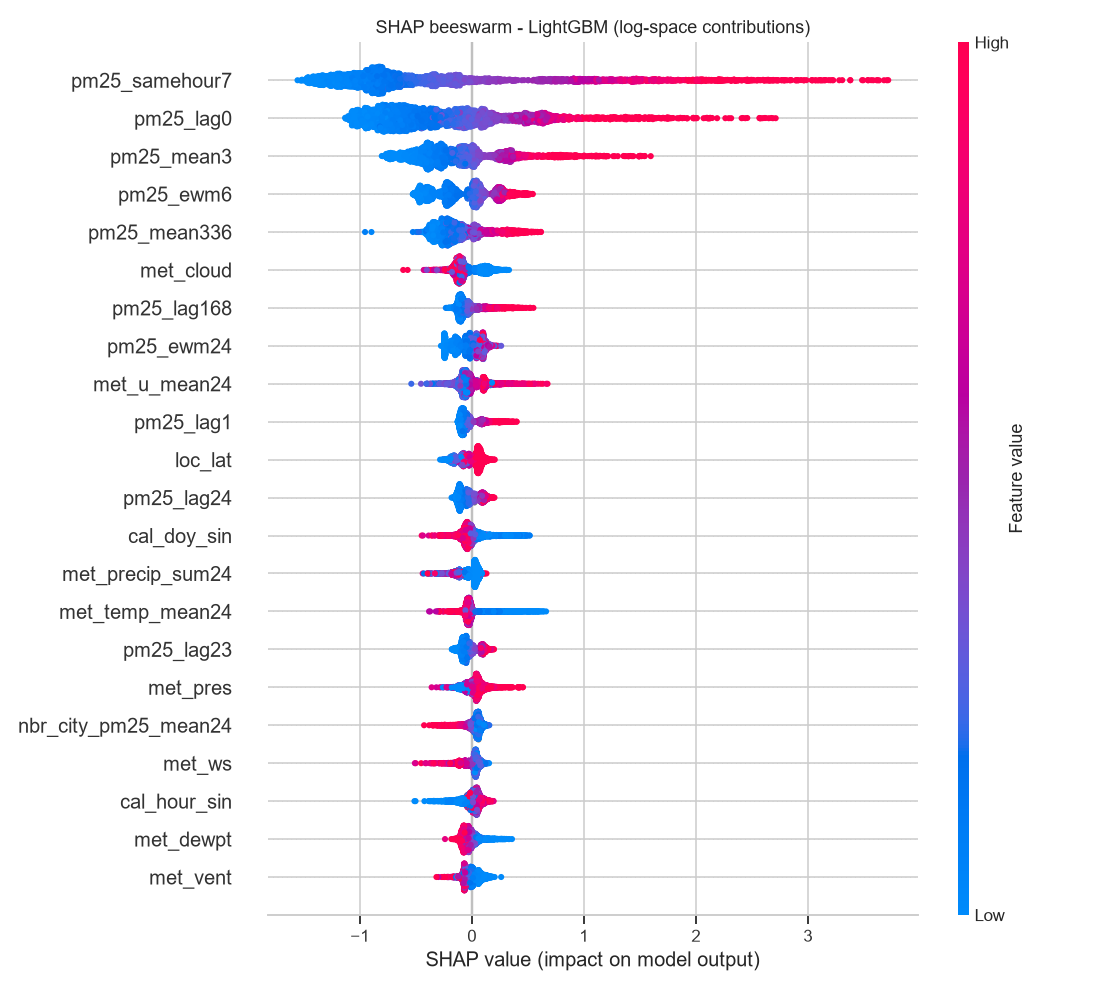 SHAP beeswarm - LightGBM (log-space contributions)
High
pm25_samehour7
pm25_lag0
pm25_mean3
pm25_ewm6
pm25_mean336
met_cloud
pm25_lag168
pm25_ewm24
met_u_mean24
pm25_lag1
loc_lat
pm25_lag24
cal_doy_sin
met_precip_sum24
met_temp_mean24
pm25_lag23
met_pres
nbr_city_pm25_mean24
met_ws
cal_hour_sin
met_dewpt
met_vent
Feature value
Low
−1 0 1 2 3
SHAP value (impact on model output)